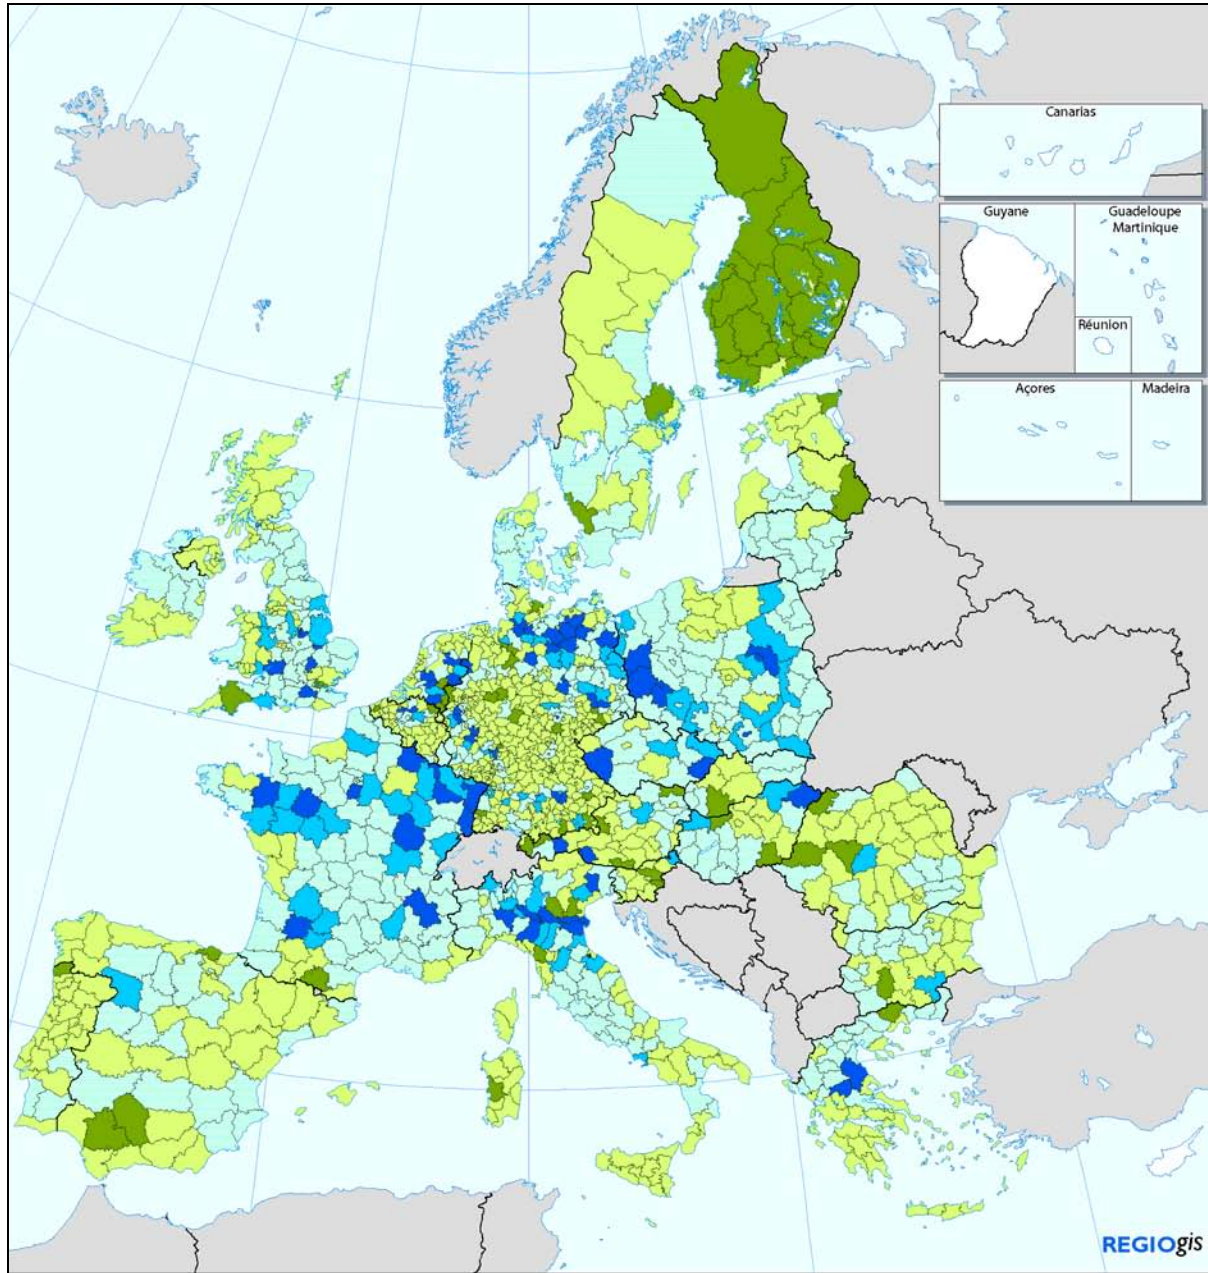 Canarias
Guyane
Guadeloupe
Martinique
Réunion
Açores
Madeira
REGIOgis